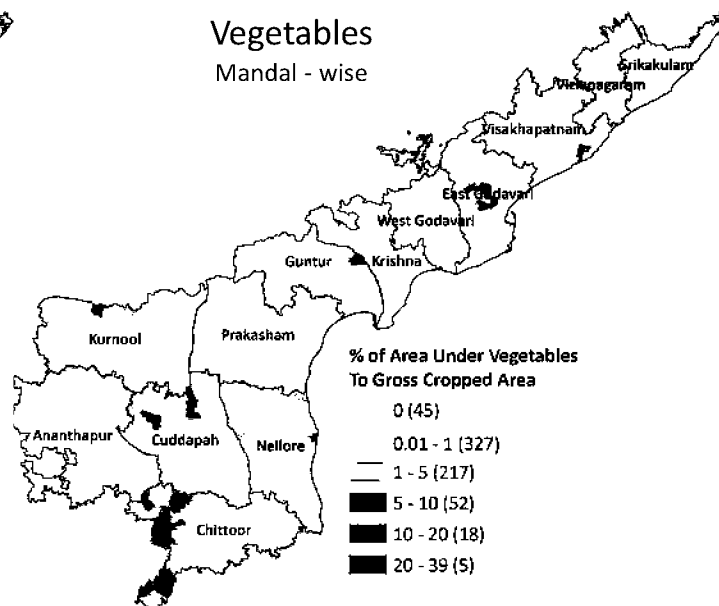 Vegetables
Mandal - wise
Srikakulam
Vizianagaram
Visakhapatnam
East Godavari
West Godavari
Guntur
Krishna
Kurnool
Prakasham
% of Area Under Vegetables
To Gross Cropped Area
0 (45)
Ananthapur
Cuddapah
Nellore
0.01 - 1 (327)
1 - 5 (217)
5 - 10 (52)
Chittoor
10 - 20 (18)
20 - 39 (5)